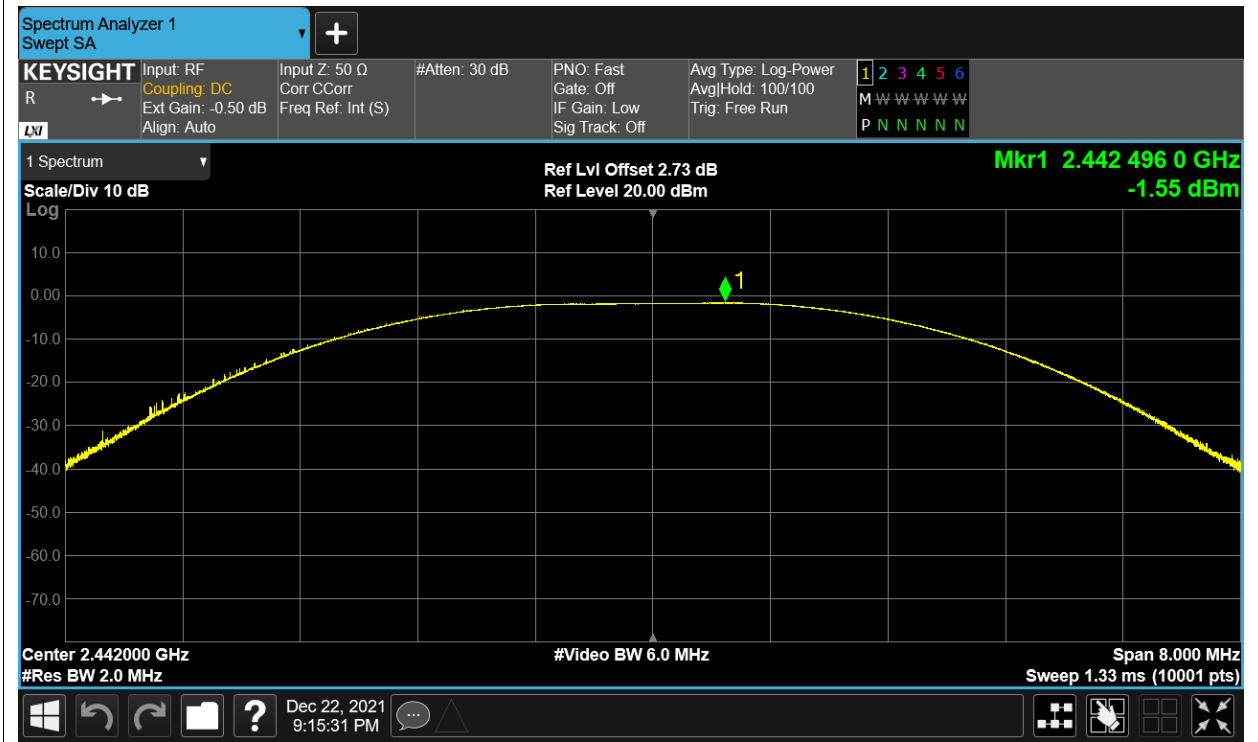 Spectrum Analyzer 1
Swept SA
KEYSIGHT
R
LXI
Input: RF
Coupling: DC
Ext Gain: -0.50 dB
Align: Auto
Input Z: 50 Ω
Corr CCorr
Freq Ref: Int (S)
#Atten: 30 dB
PNO: Fast
Gate: Off
IF Gain: Low
Sig Track: Off
Avg Type: Log-Power
Avg|Hold: 100/100
Trig: Free Run
1 2 3 4 5 6
M W W W W W
P N N N N N
1 Spectrum
Scale/Div 10 dB
Log
Ref Lvl Offset 2.73 dB
Ref Level 20.00 dBm
Mkr1 2.442 496 0 GHz
-1.55 dBm
1
10.0
0.00
-10.0
-20.0
-30.0
-40.0
-50.0
-60.0
-70.0
Center 2.442000 GHz
#Res BW 2.0 MHz
#Video BW 6.0 MHz
Span 8.000 MHz
Sweep 1.33 ms (10001 pts)
?
Dec 22, 2021
9:15:31 PM